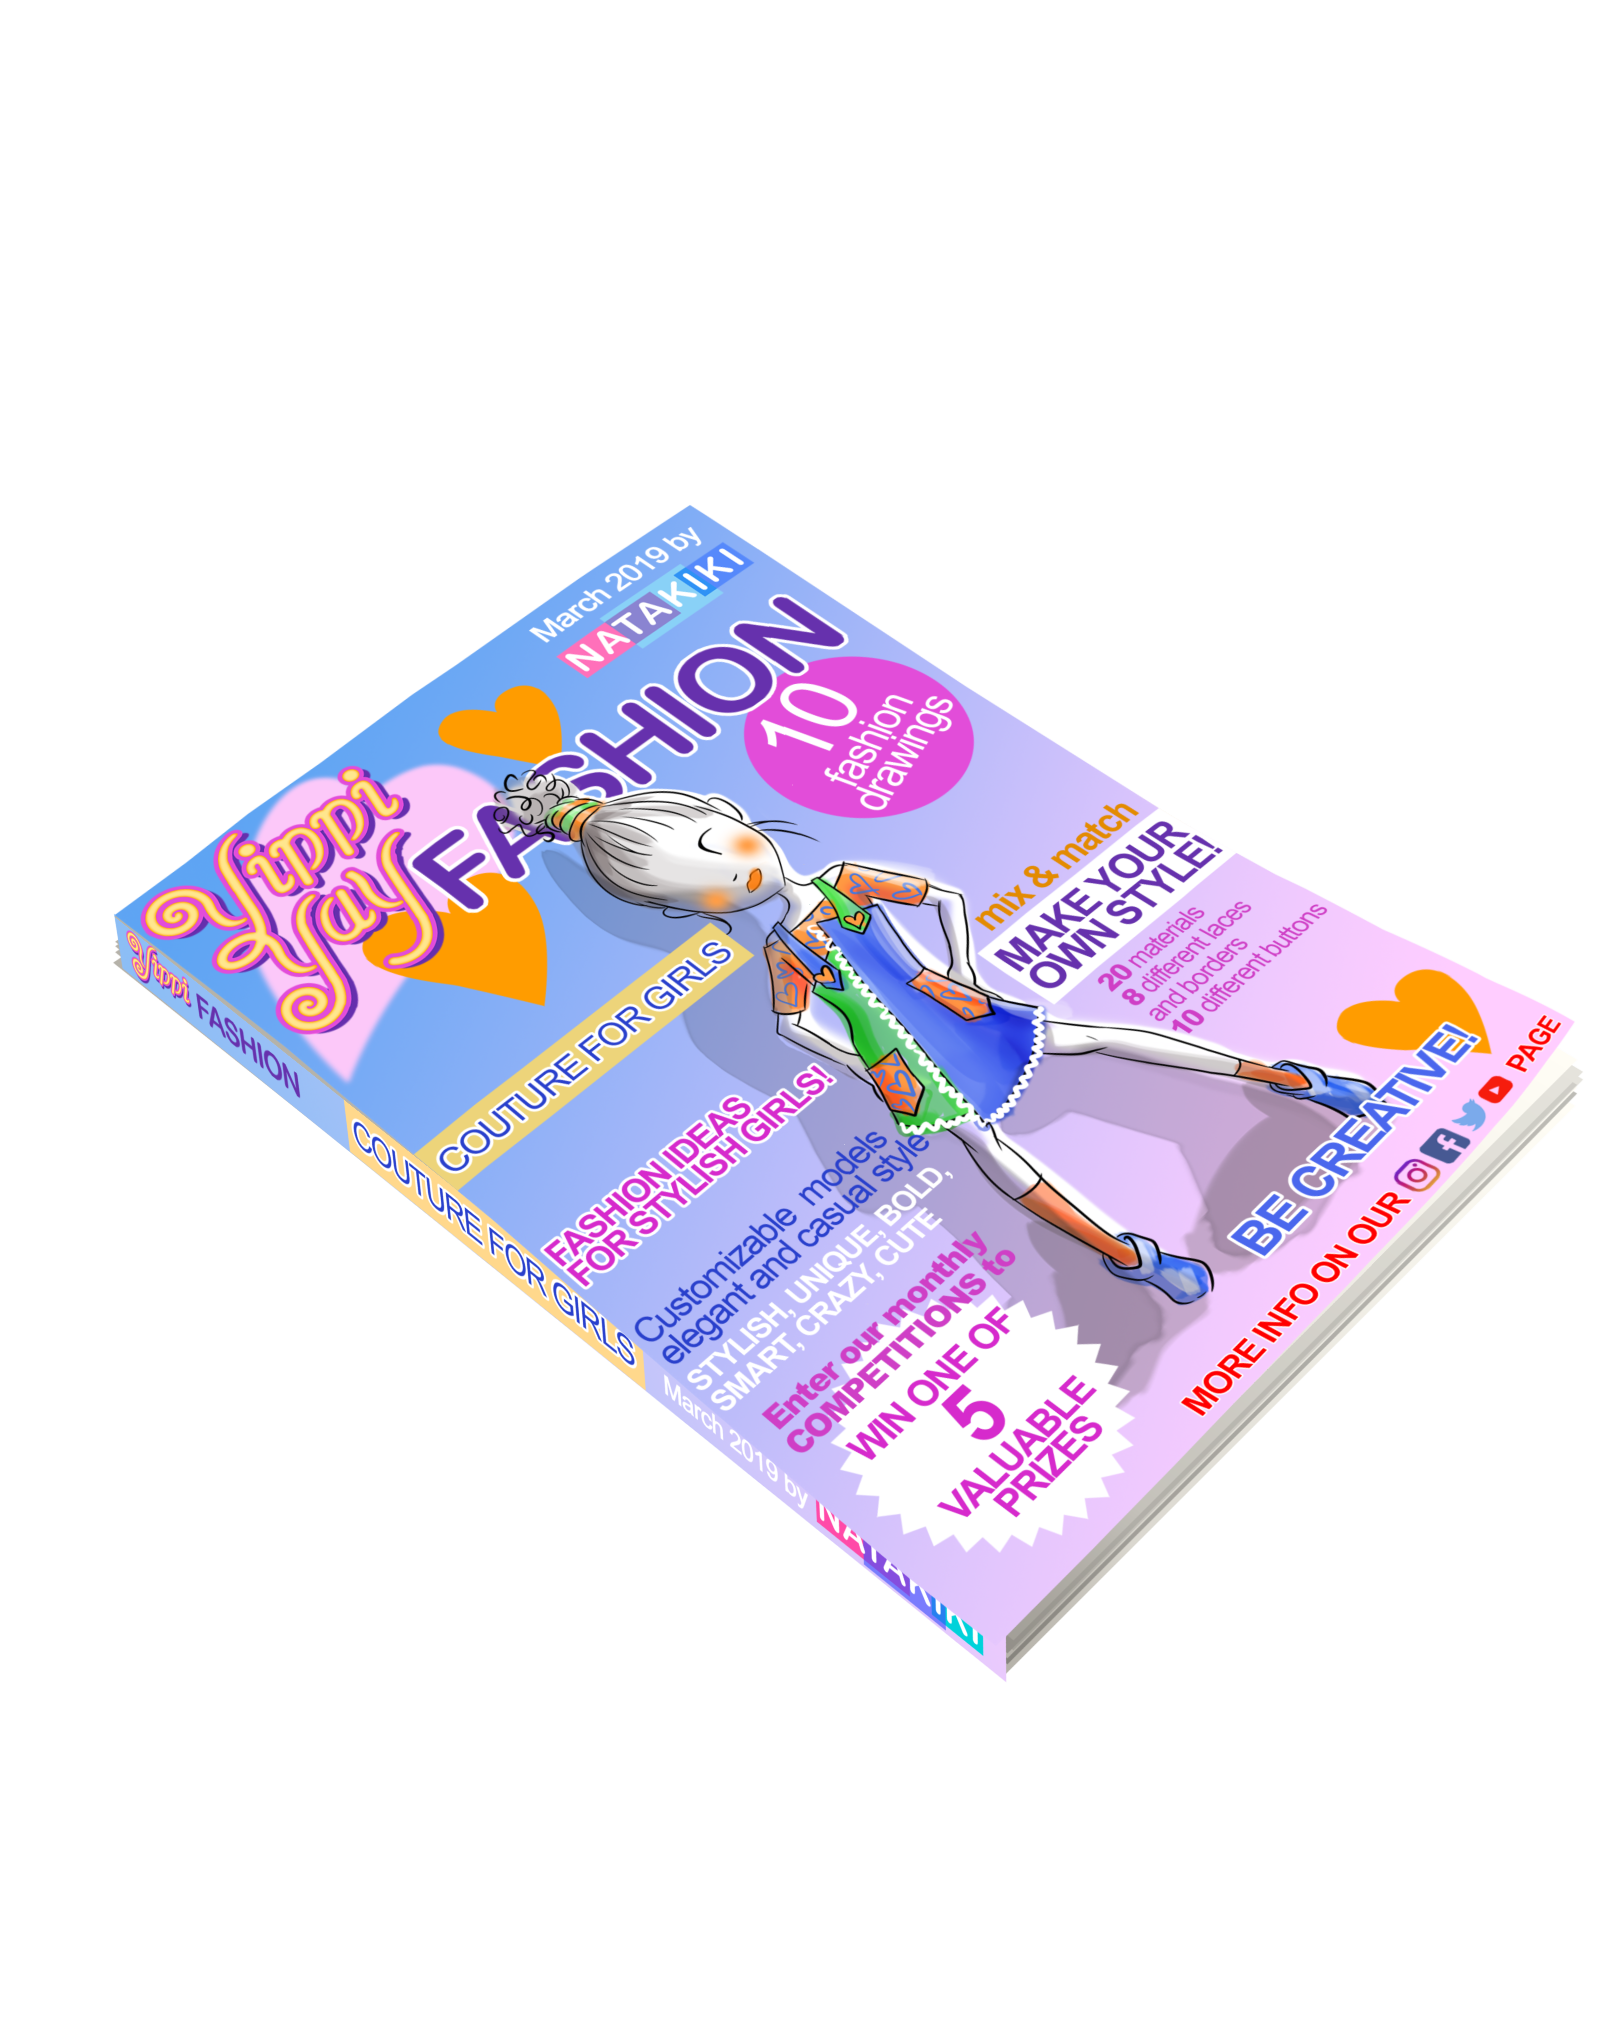 March 2019 by
NATAKIKI
Yippi
Yay
FASHION
10
fashion
drawings
COUTURE FOR GIRLS
mix & match
MAKE YOUR
OWN STYLE!
20 materials
8 different laces
and borders
10 different buttons
FASHION IDEAS
FOR STYLISH GIRLS!
Customizable models
elegant and casual style
STYLISH, UNIQUE, BOLD,
SMART, CRAZY, CUTE
Enter our monthly
COMPETITIONS to
WIN ONE OF
5
VALUABLE
PRIZES
BE CREATIVE!
MORE INFO ON OUR PAGE
Yippi FASHION
COUTURE FOR GIRLS
March 2019 by NATAKIKI